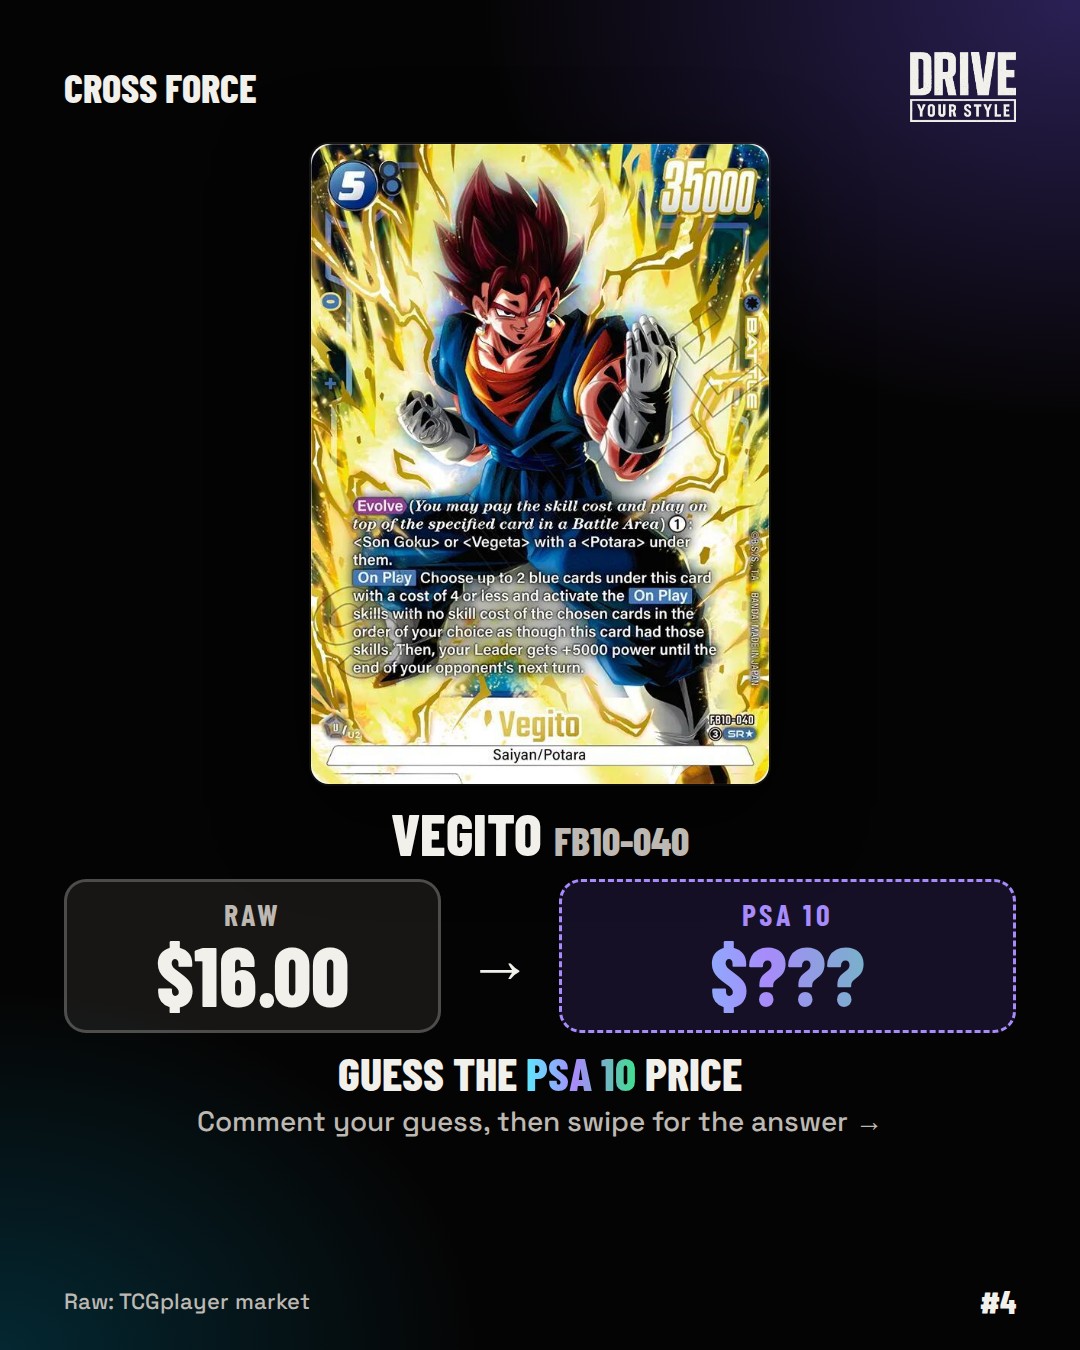 CROSS FORCE
DRIVE
YOUR STYLE
5
35000
0
+
BATTLE
Evolve (You may pay the skill cost and play on
top of the specified card in a Battle Area) 1 :
<Son Goku> or <Vegeta> with a <Potara> under
them.
On Play Choose up to 2 blue cards under this card
with a cost of 4 or less and activate the On Play
skills with no skill cost of the chosen cards in the
order of your choice as though this card had those
skills. Then, your Leader gets +5000 power until the
end of your opponent's next turn.
Vegito
FB10-040
3 SR★
Saiyan/Potara
VEGITO FB10-040
RAW
$16.00
→
PSA 10
$???
GUESS THE PSA 10 PRICE
Comment your guess, then swipe for the answer →
Raw: TCGplayer market
#4